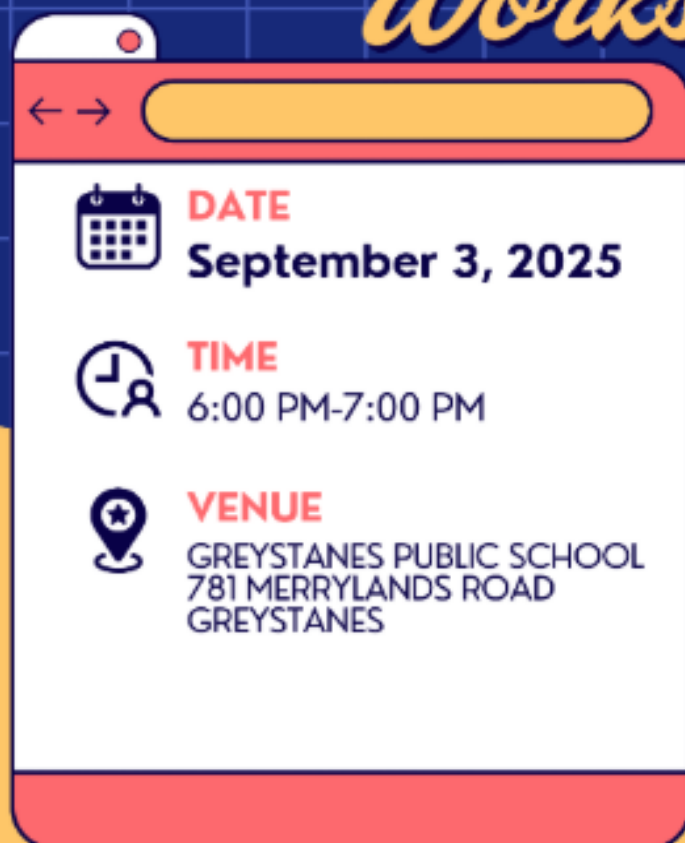 Works
DATE
September 3, 2025
TIME
6:00 PM-7:00 PM
VENUE
GREYSTANES PUBLIC SCHOOL
781 MERRYLANDS ROAD
GREYSTANES